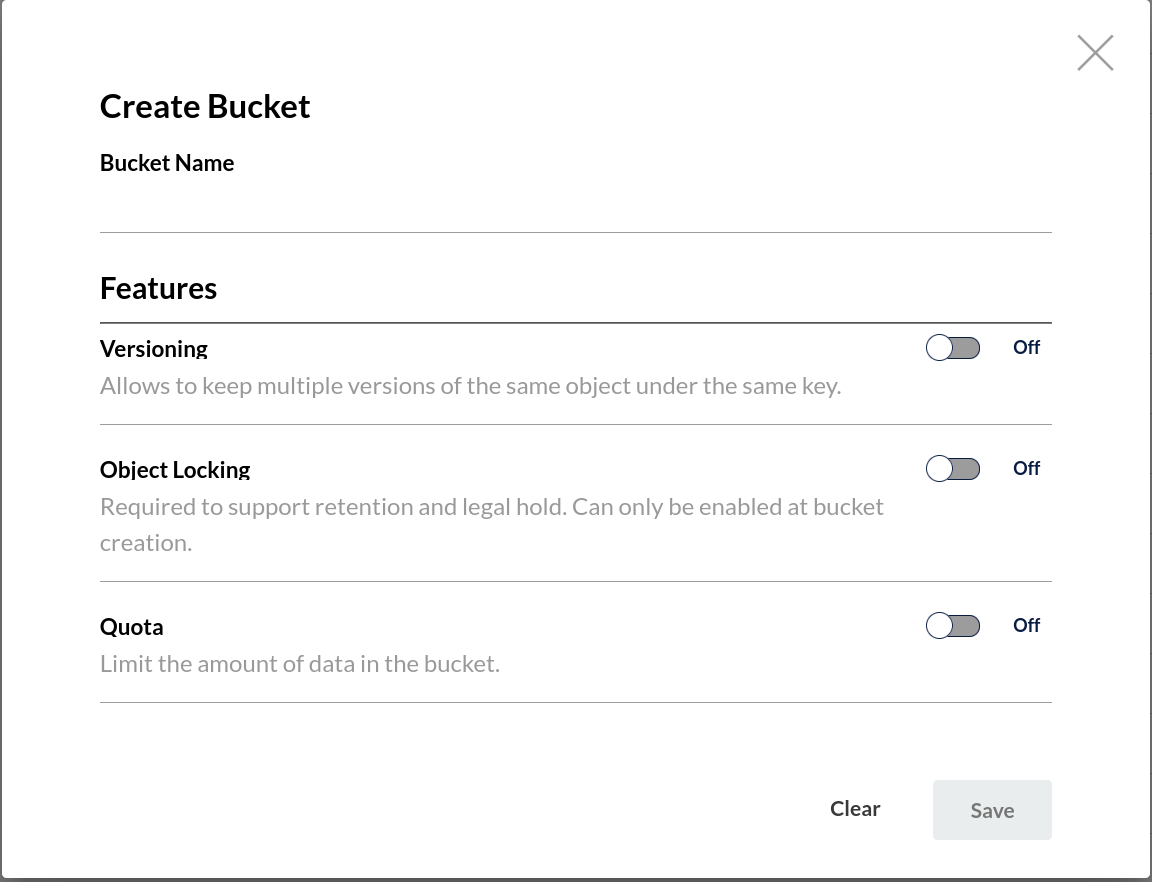 Create Bucket
Bucket Name
Features
Versioning
Off
Allows to keep multiple versions of the same object under the same key.
Object Locking
Off
Required to support retention and legal hold. Can only be enabled at bucket
creation.
Quota
Off
Limit the amount of data in the bucket.
Clear
Save